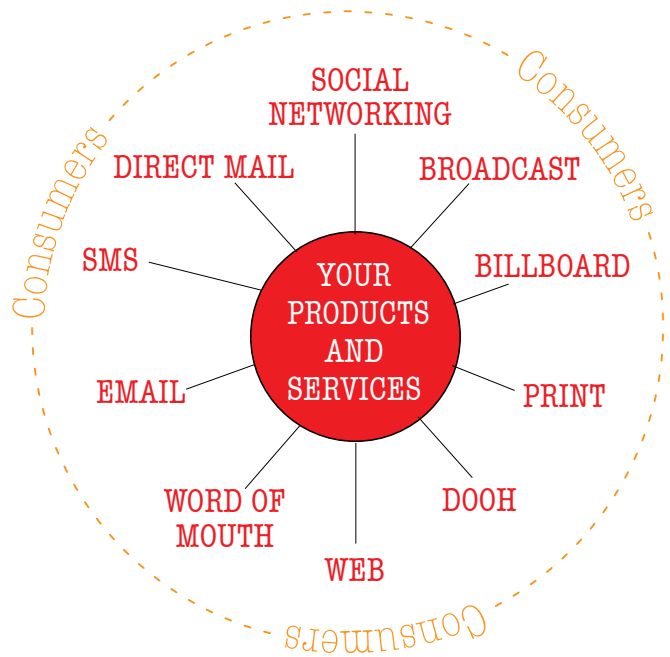 Consumers
SOCIAL
NETWORKING
Consumers
DIRECT MAIL
BROADCAST
SMS
YOUR
PRODUCTS
AND
SERVICES
BILLBOARD
EMAIL
PRINT
WORD OF
MOUTH
DOOH
WEB
Consumers